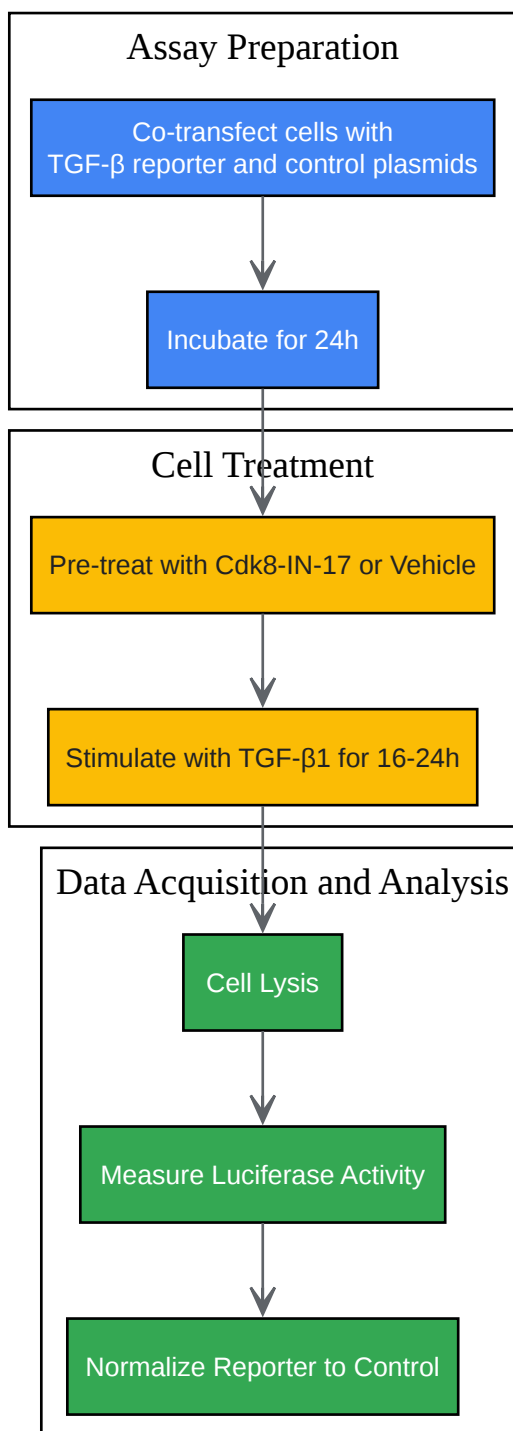 Assay Preparation
Co-transfect cells with
TGF-β reporter and control plasmids
Incubate for 24h
Cell Treatment
Pre-treat with Cdk8-IN-17 or Vehicle
Stimulate with TGF-β1 for 16-24h
Data Acquisition and Analysis
Cell Lysis
Measure Luciferase Activity
Normalize Reporter to Control